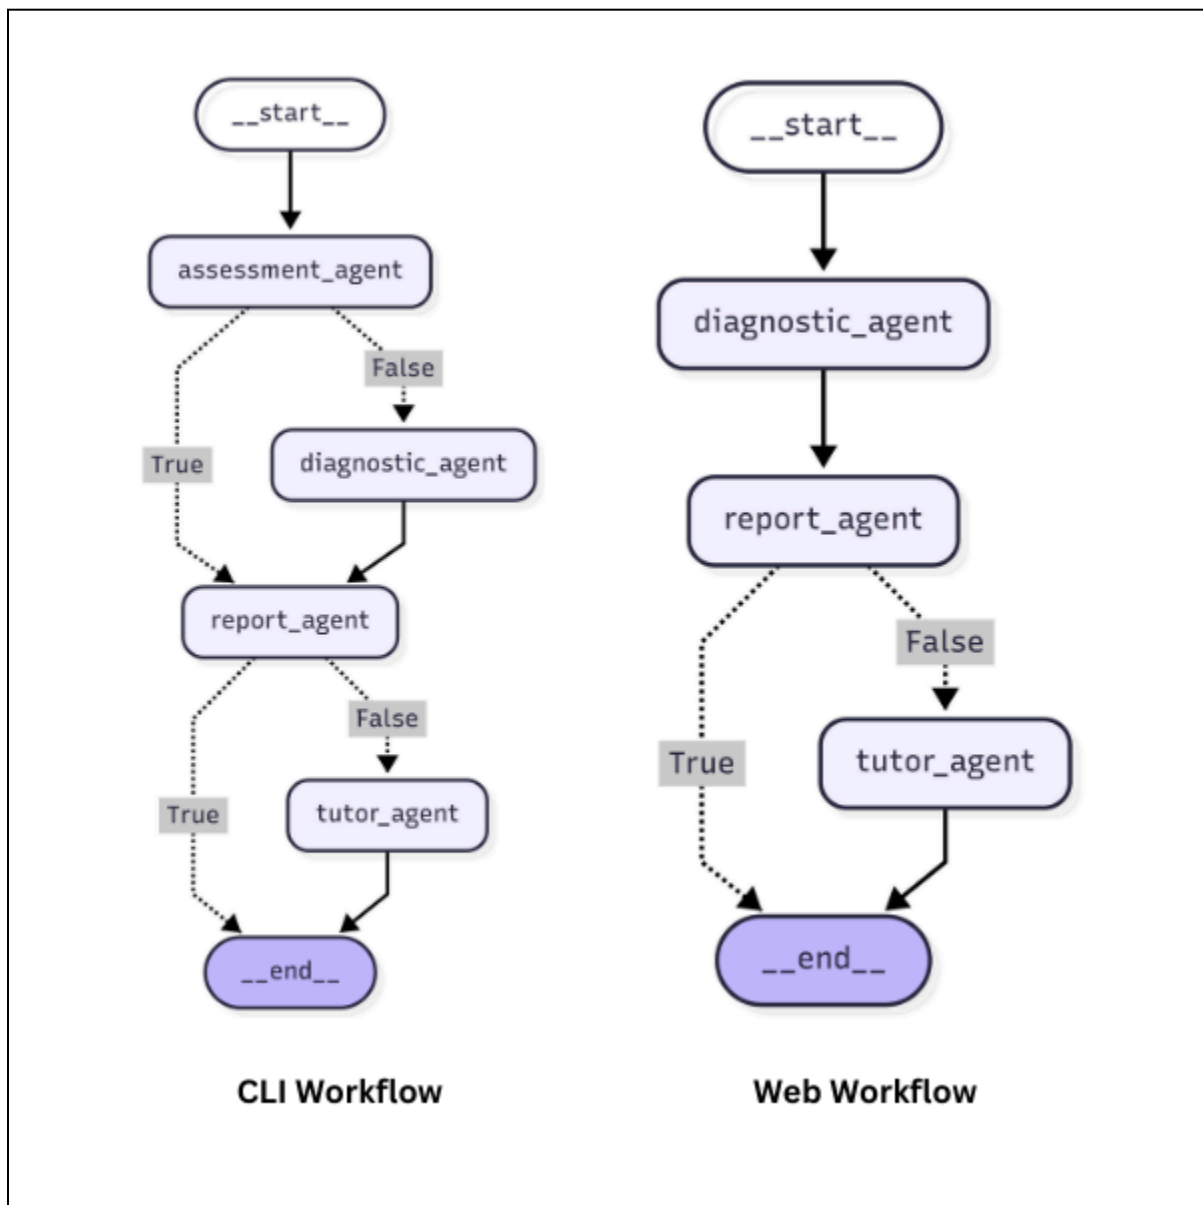 __start__
assessment_agent
False
True
diagnostic_agent
report_agent
False
True
tutor_agent
__end__
CLI Workflow
__start__
diagnostic_agent
report_agent
False
True
tutor_agent
__end__
Web Workflow